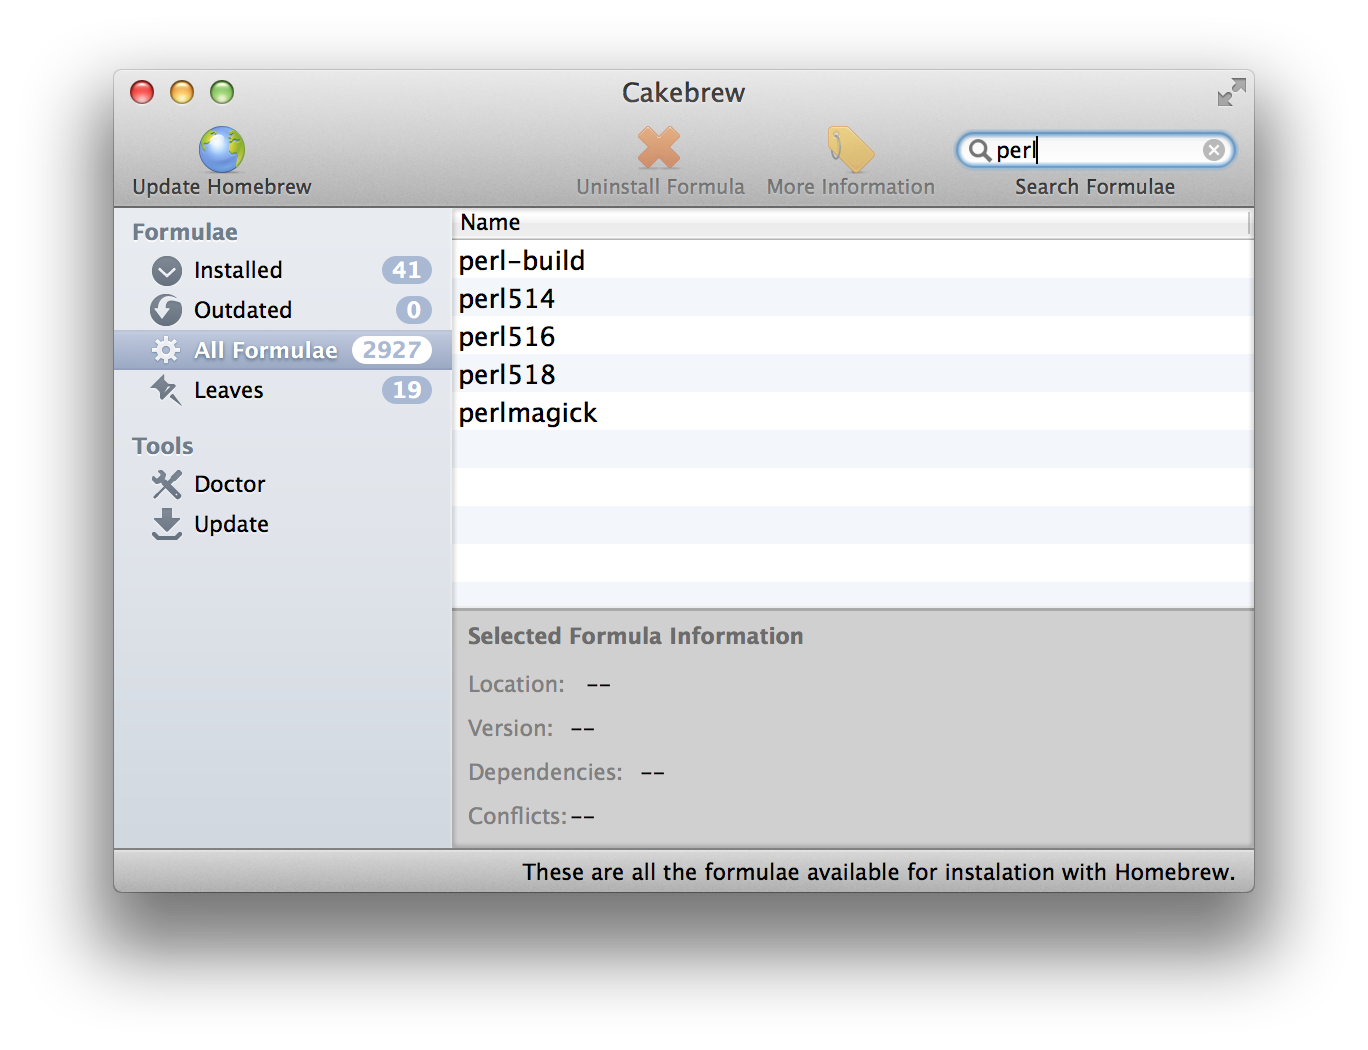 Cakebrew
Update Homebrew
Uninstall Formula
More Information
perl
Search Formulae
Formulae
Installed 41
Outdated 0
All Formulae 2927
Leaves 19
Tools
Doctor
Update
Name
perl-build
perl514
perl516
perl518
perlmagick
Selected Formula Information
Location: --
Version: --
Dependencies: --
Conflicts: --
These are all the formulae available for instalation with Homebrew.